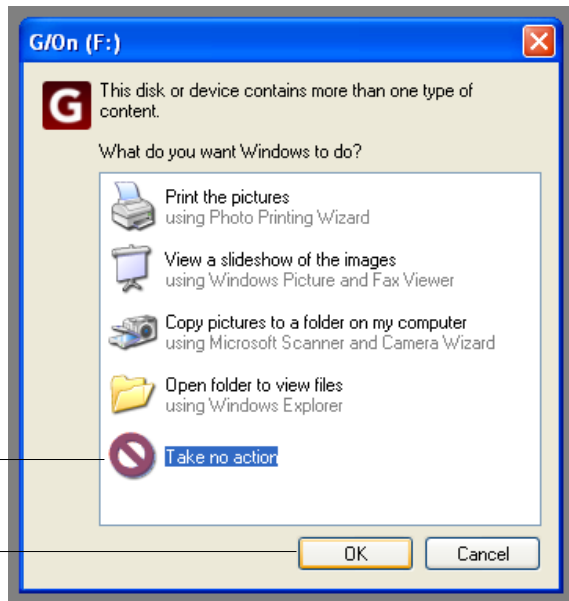 G/On (F:)
G
This disk or device contains more than one type of
content.
What do you want Windows to do?
Print the pictures
using Photo Printing Wizard
View a slideshow of the images
using Windows Picture and Fax Viewer
Copy pictures to a folder on my computer
using Microsoft Scanner and Camera Wizard
Open folder to view files
using Windows Explorer
Take no action
OK Cancel